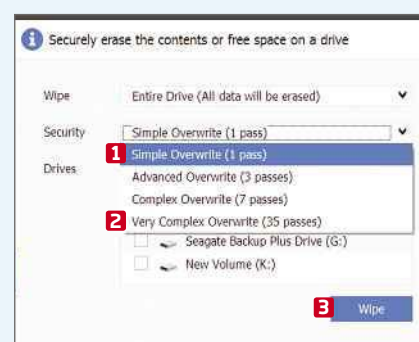 Securely erase the contents or free space on a drive
Wipe Entire Drive (All data will be erased)
Security Simple Overwrite (1 pass)
1 Simple Overwrite (1 pass)
Drives
Advanced Overwrite (3 passes)
Complex Overwrite (7 passes)
2 Very Complex Overwrite (35 passes)
Seagate Backup Plus Drive (G:)
New Volume (K:)
3 Wipe